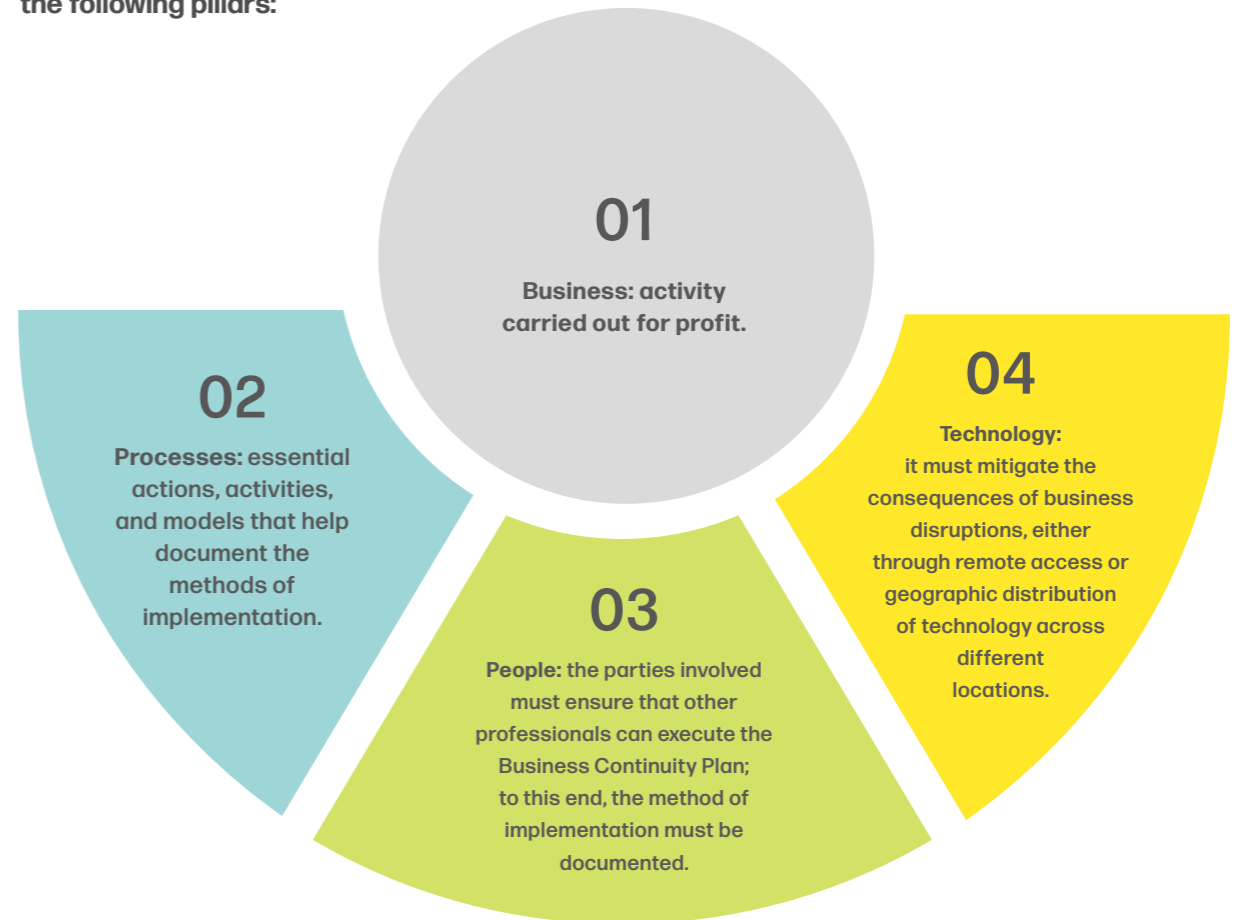 the following pillars:
01
Business: activity
carried out for profit.
02
Processes: essential
actions, activities,
and models that help
document the
methods of
implementation.
03
People: the parties involved
must ensure that other
professionals can execute the
Business Continuity Plan;
to this end, the method of
implementation must be
documented.
04
Technology:
it must mitigate the
consequences of business
disruptions, either
through remote access or
geographic distribution
of technology across
different
locations.